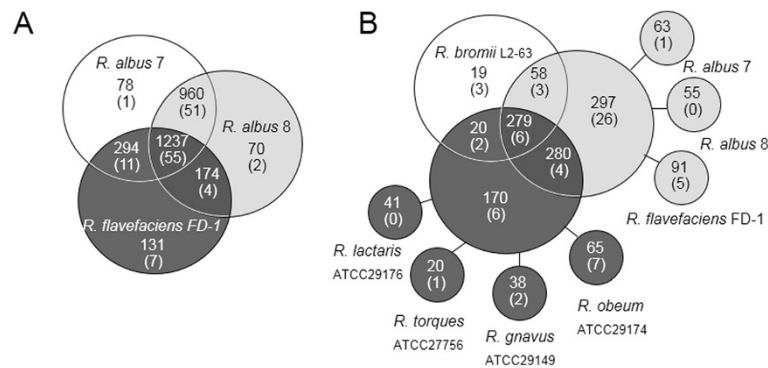 A
R. albus 7
78
(1)
960
(51)
R. albus 8
70
(2)
1237
(55)
294
(11)
174
(4)
R. flavefaciens FD-1
131
(7)
B
R. bromii L2-63
19
(3)
58
(3)
297
(26)
63
(1)
R. albus 7
55
(0)
R. albus 8
91
(5)
R. flavefaciens FD-1
20
(2)
279
(6)
280
(4)
170
(6)
41
(0)
R. lactaris
ATCC29176
20
(1)
R. torques
ATCC27756
38
(2)
R. gnavus
ATCC29149
65
(7)
R. obeum
ATCC29174